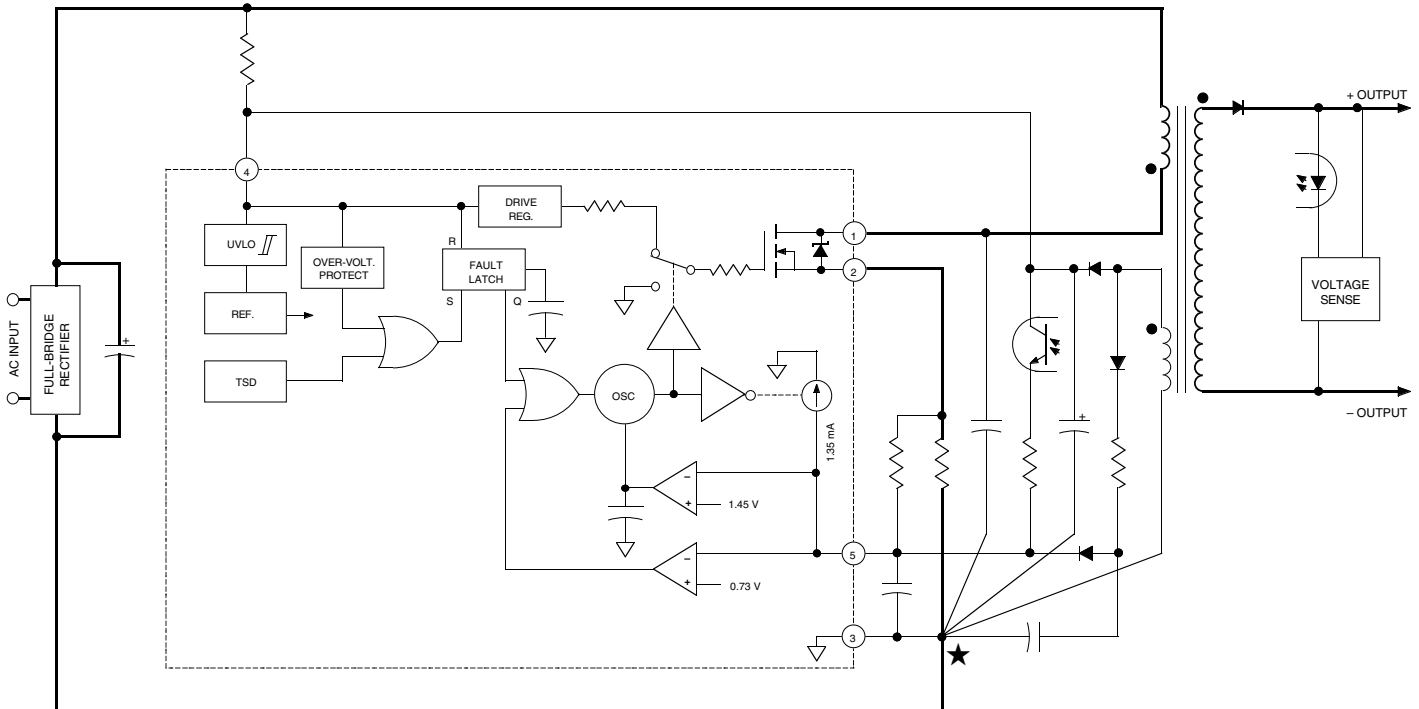 + OUTPUT
4
DRIVE
REG.
R
1
UVLO
OVER-VOLT.
PROTECT
FAULT
LATCH
2
VOLTAGE
SENSE
S
Q
REF.
AC INPUT
FULL-BRIDGE
RECTIFIER
+
TSD
OSC
– OUTPUT
1.35 mA
+
–
+
1.45 V
5
–
+
0.73 V
3